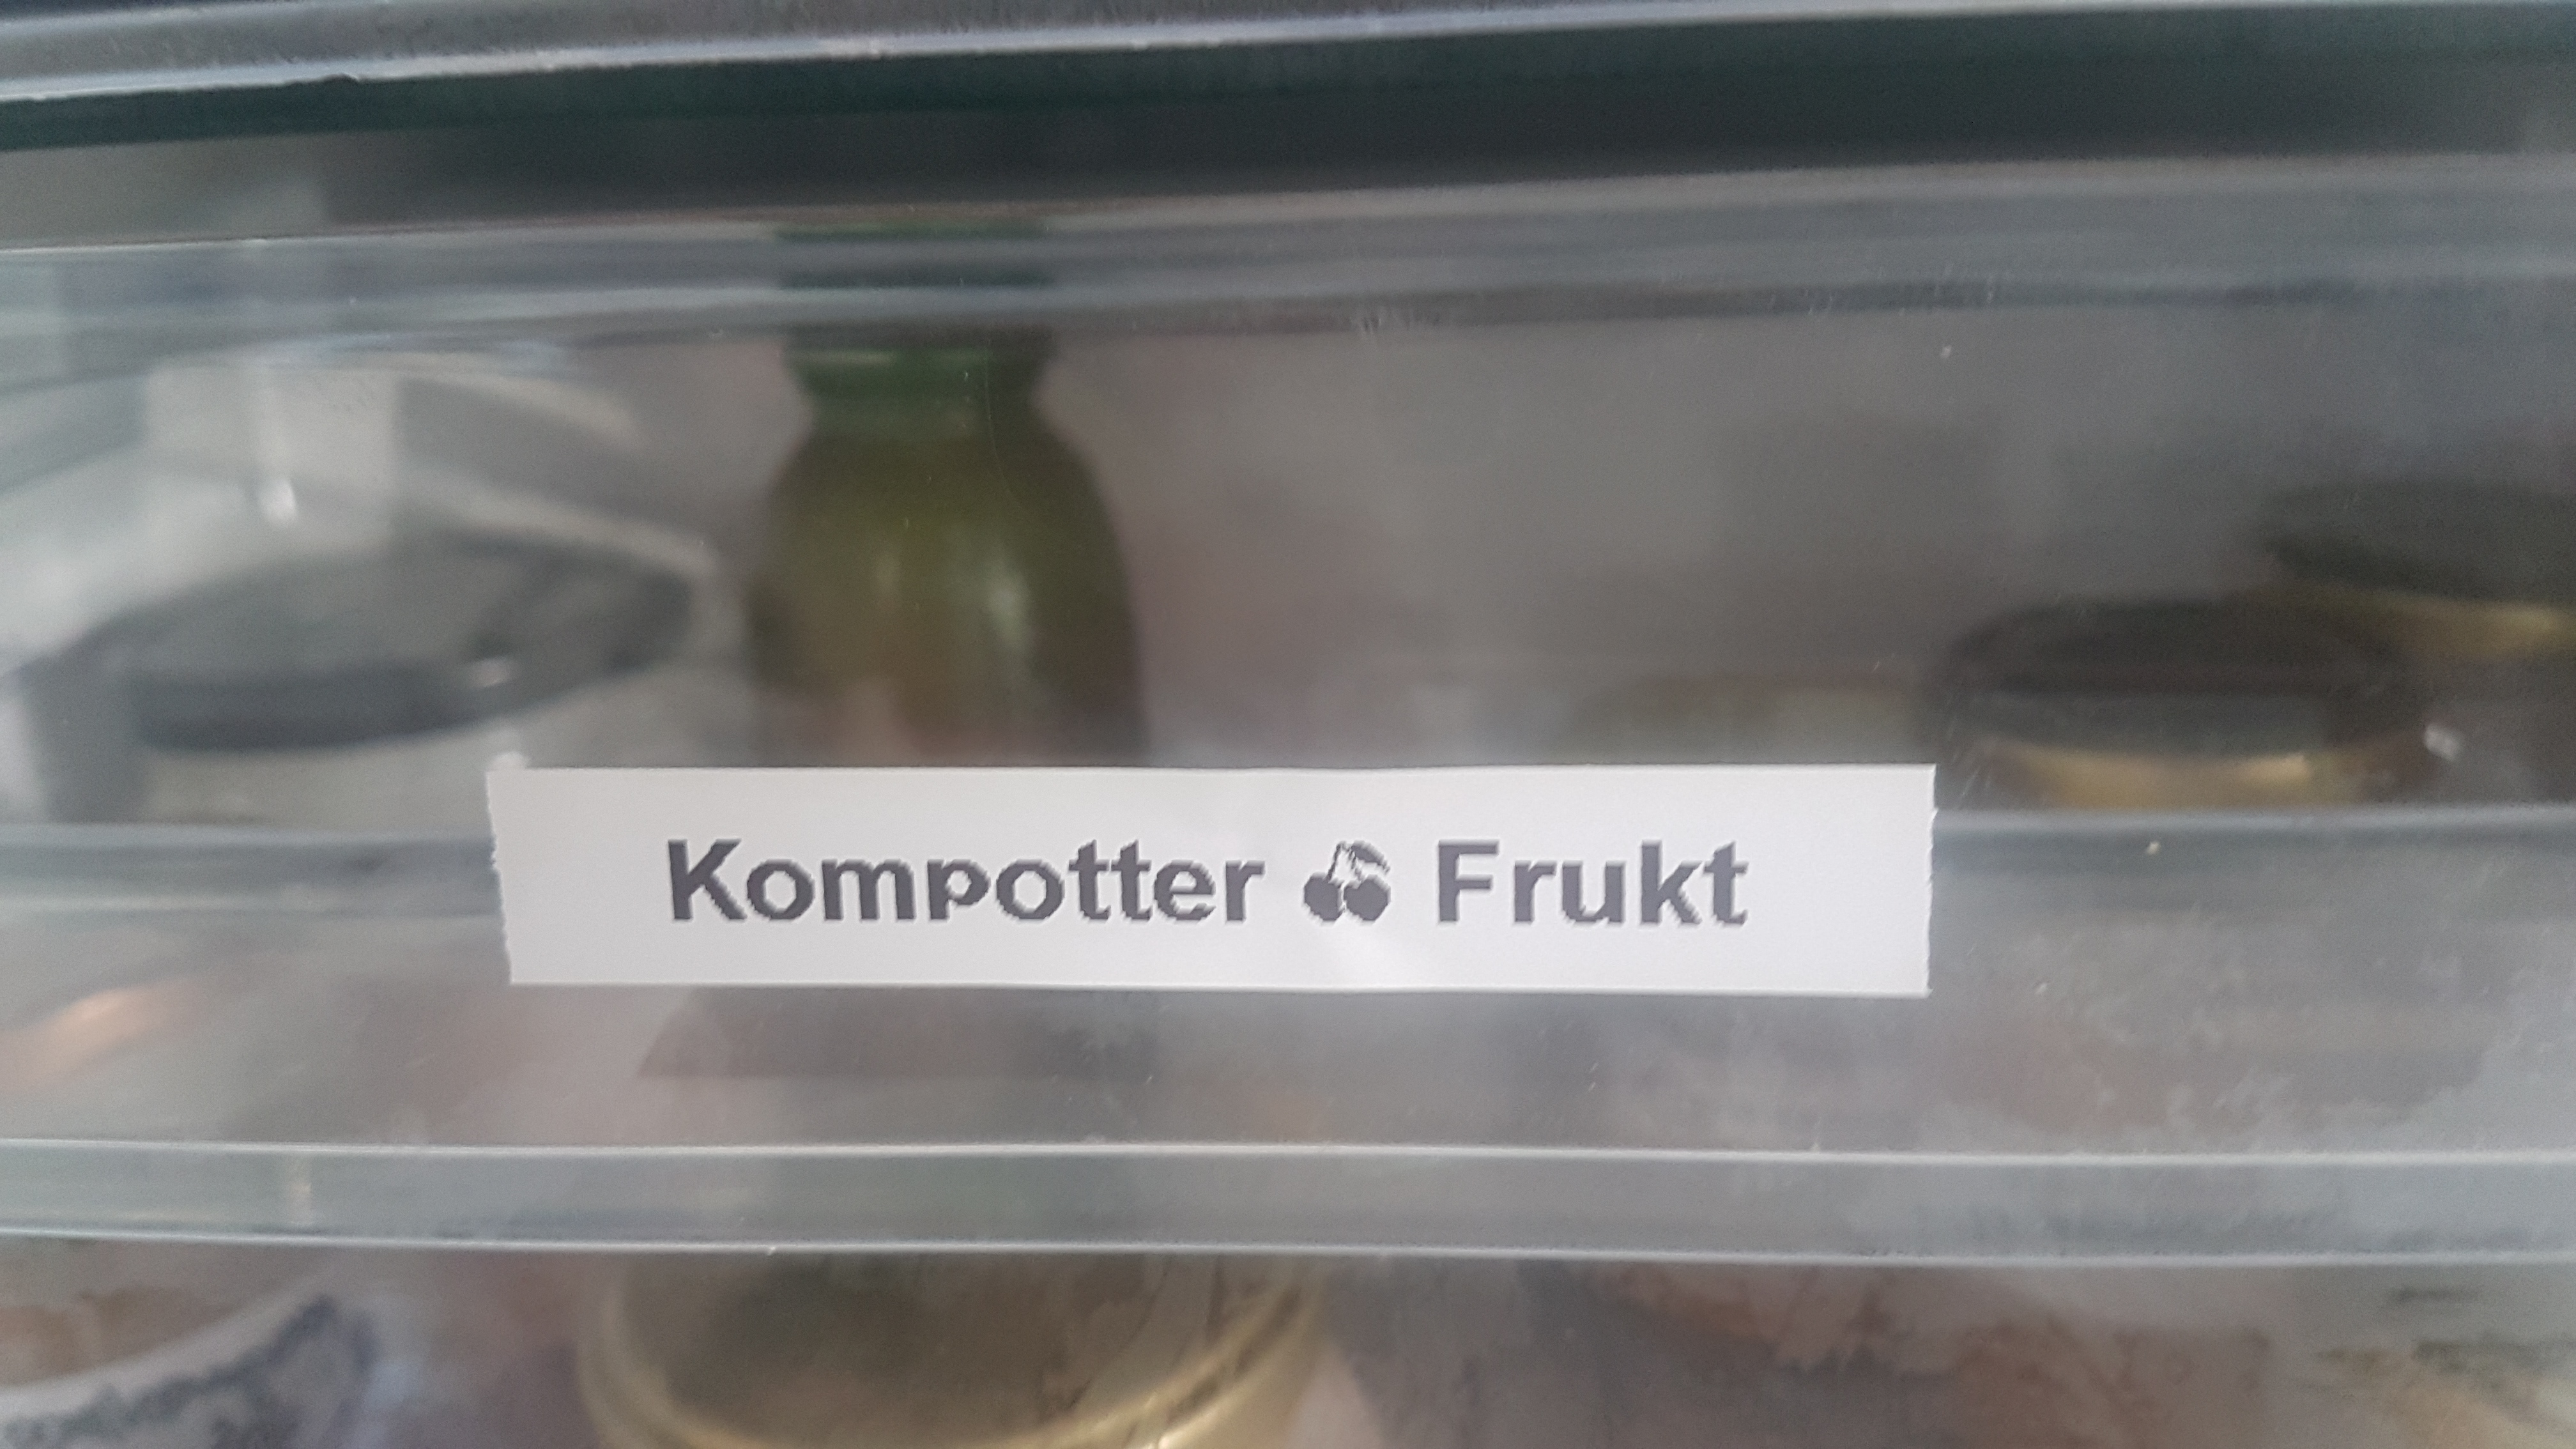 Kompotter 🍒 Frukt